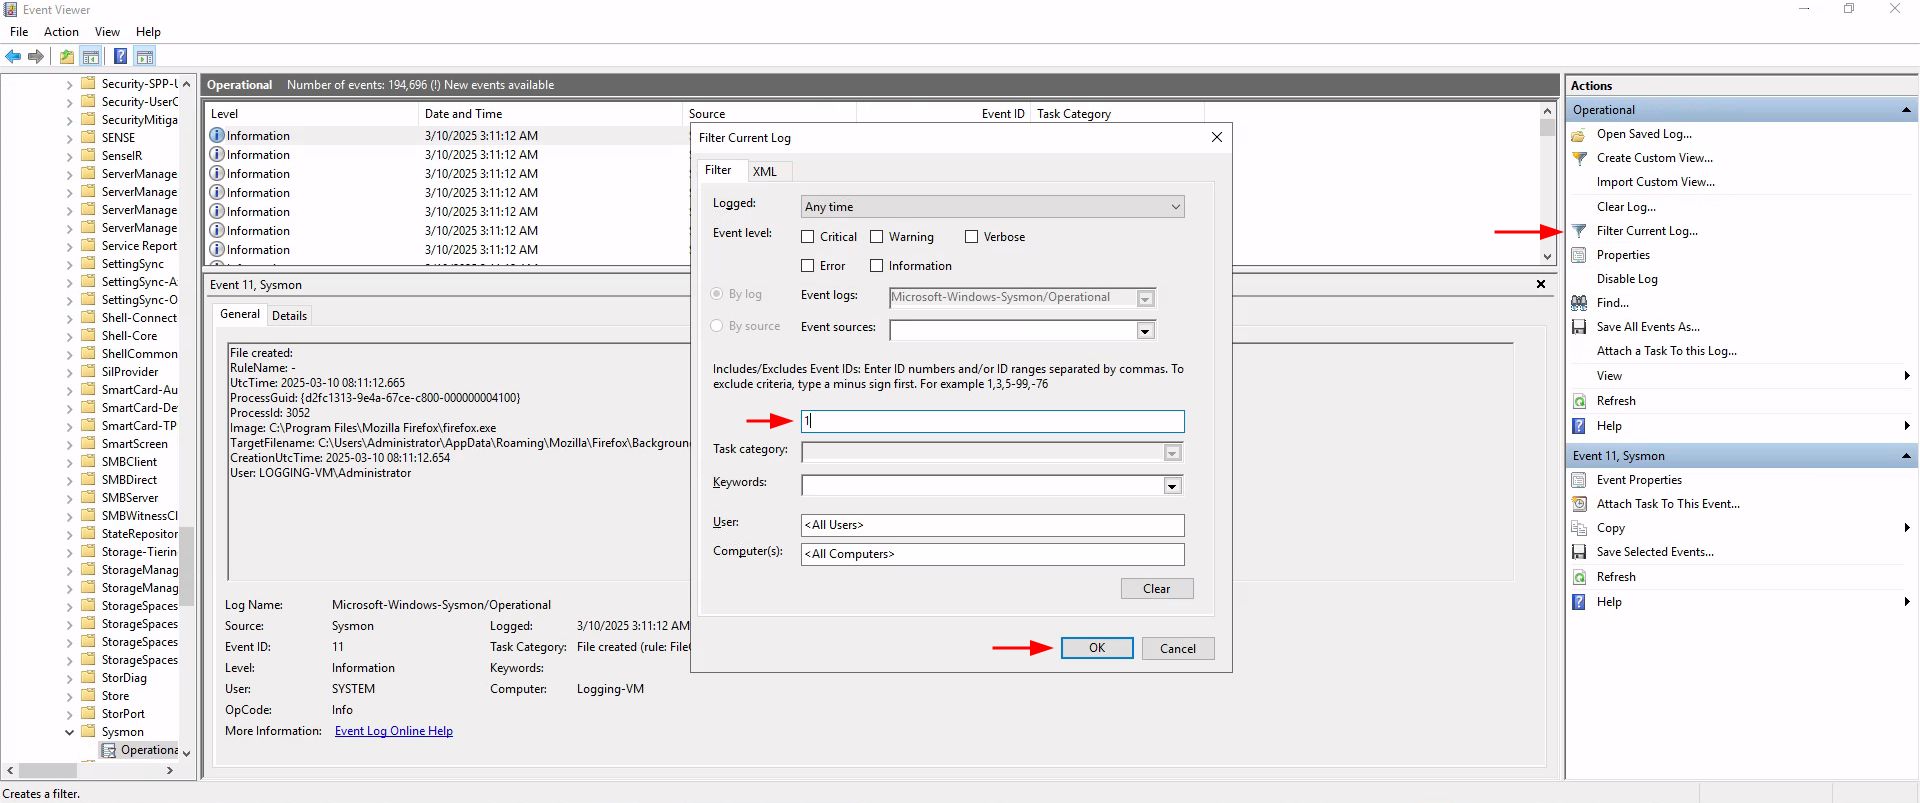 Event Viewer
File Action View Help
Security-SPP-U
Security-UserC
SecurityMitiga
SENSE
SenseIR
ServerManage
ServerManage
ServerManage
ServerManage
Service Report
SettingSync
SettingSync-A
SettingSync-O
Shell-Connect
Shell-Core
ShellCommon
SilProvider
SmartCard-Au
SmartCard-De
SmartCard-TP
SmartScreen
SMBClient
SMBDirect
SMBServer
SMBWitnessCl
StateRepositor
Storage-Tierin
StorageManag
StorageManag
StorageSpaces
StorageSpaces
StorageSpaces
StorageSpaces
StorDiag
Store
StorPort
Sysmon
Operationa
Operational Number of events: 194,696 (!) New events available
Level Date and Time Source Event ID Task Category
Information 3/10/2025 3:11:12 AM
Information 3/10/2025 3:11:12 AM
Information 3/10/2025 3:11:12 AM
Information 3/10/2025 3:11:12 AM
Information 3/10/2025 3:11:12 AM
Information 3/10/2025 3:11:12 AM
Information 3/10/2025 3:11:12 AM
Event 11, Sysmon
General Details
File created:
RuleName: -
UtcTime: 2025-03-10 08:11:12.665
ProcessGuid: {d2fc1313-9e4a-67ce-c800-000000004100}
ProcessId: 3052
Image: C:\Program Files\Mozilla Firefox\firefox.exe
TargetFilename: C:\Users\Administrator\AppData\Roaming\Mozilla\Firefox\Backgroun
CreationUtcTime: 2025-03-10 08:11:12.654
User: LOGGING-VM\Administrator
Log Name: Microsoft-Windows-Sysmon/Operational
Source: Sysmon Logged: 3/10/2025 3:11:12 AM
Event ID: 11 Task Category: File created (rule: File
Level: Information Keywords:
User: SYSTEM Computer: Logging-VM
OpCode: Info
More Information: Event Log Online Help
Filter Current Log
Filter XML
Logged: Any time
Event level: Critical Warning Verbose
Error Information
By log Event logs: Microsoft-Windows-Sysmon/Operational
By source Event sources:
Includes/Excludes Event IDs: Enter ID numbers and/or ID ranges separated by commas. To
exclude criteria, type a minus sign first. For example 1,3,5-99,-76
1
Task category:
Keywords:
User: <All Users>
Computer(s): <All Computers>
Clear
OK Cancel
Actions
Operational
Open Saved Log...
Create Custom View...
Import Custom View...
Clear Log...
Filter Current Log...
Properties
Disable Log
Find...
Save All Events As...
Attach a Task To this Log...
View
Refresh
Help
Event 11, Sysmon
Event Properties
Attach Task To This Event...
Copy
Save Selected Events...
Refresh
Help
Creates a filter.